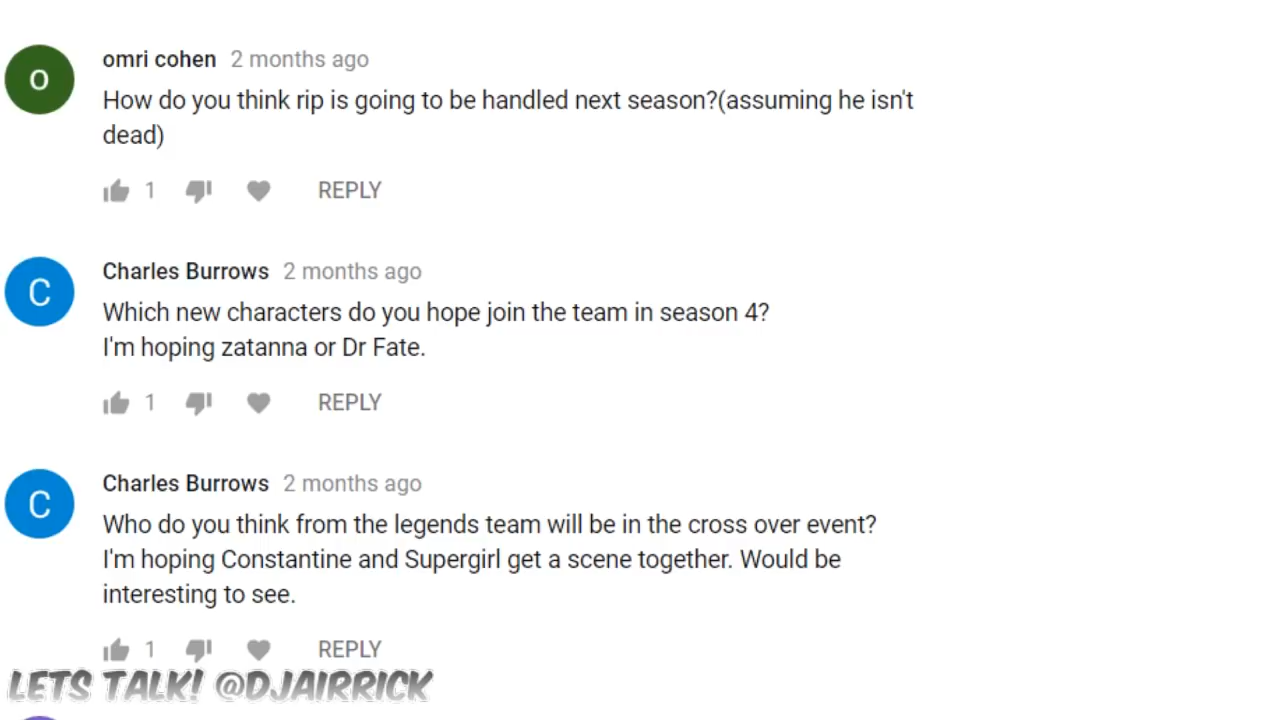 omri cohen 2 months ago
O
How do you think rip is going to be handled next season?(assuming he isn't
dead)
1 REPLY
Charles Burrows 2 months ago
C
Which new characters do you hope join the team in season 4?
I'm hoping zatanna or Dr Fate.
1 REPLY
Charles Burrows 2 months ago
C
Who do you think from the legends team will be in the cross over event?
I'm hoping Constantine and Supergirl get a scene together. Would be
interesting to see.
1 REPLY
LETS TALK! @DJAIRRICK